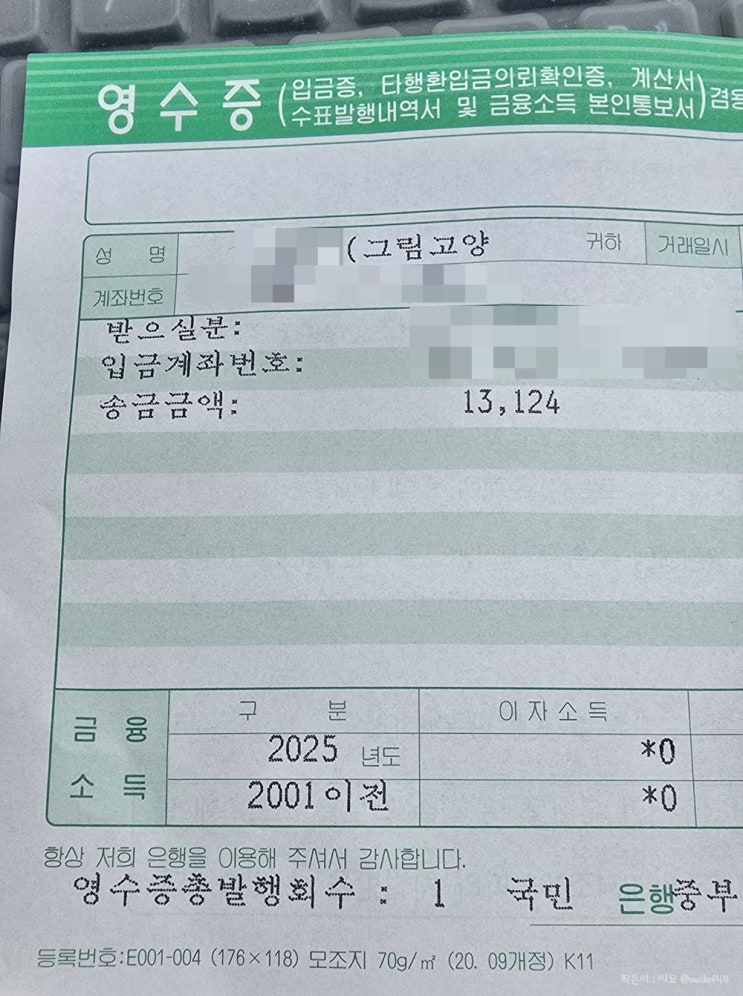 영수증 (입금증, 타행환입금의뢰확인증, 계산서
수표발행내역서 및 금융소득 본인통보서) 겸용
성 명 (그림고양 귀하 거래일시
계좌번호
받으실분:
입금계좌번호:
송금금액: 13,124
구 분 이자소득
금융 2025 년도 *0
소득 2001이전 *0
항상 저희 은행을 이용해 주셔서 감사합니다.
영수증총발행회수 : 1 국민 은행중부
등록번호:E001-004 (176×118) 모조지 70g/㎡ (20. 09개정) K11